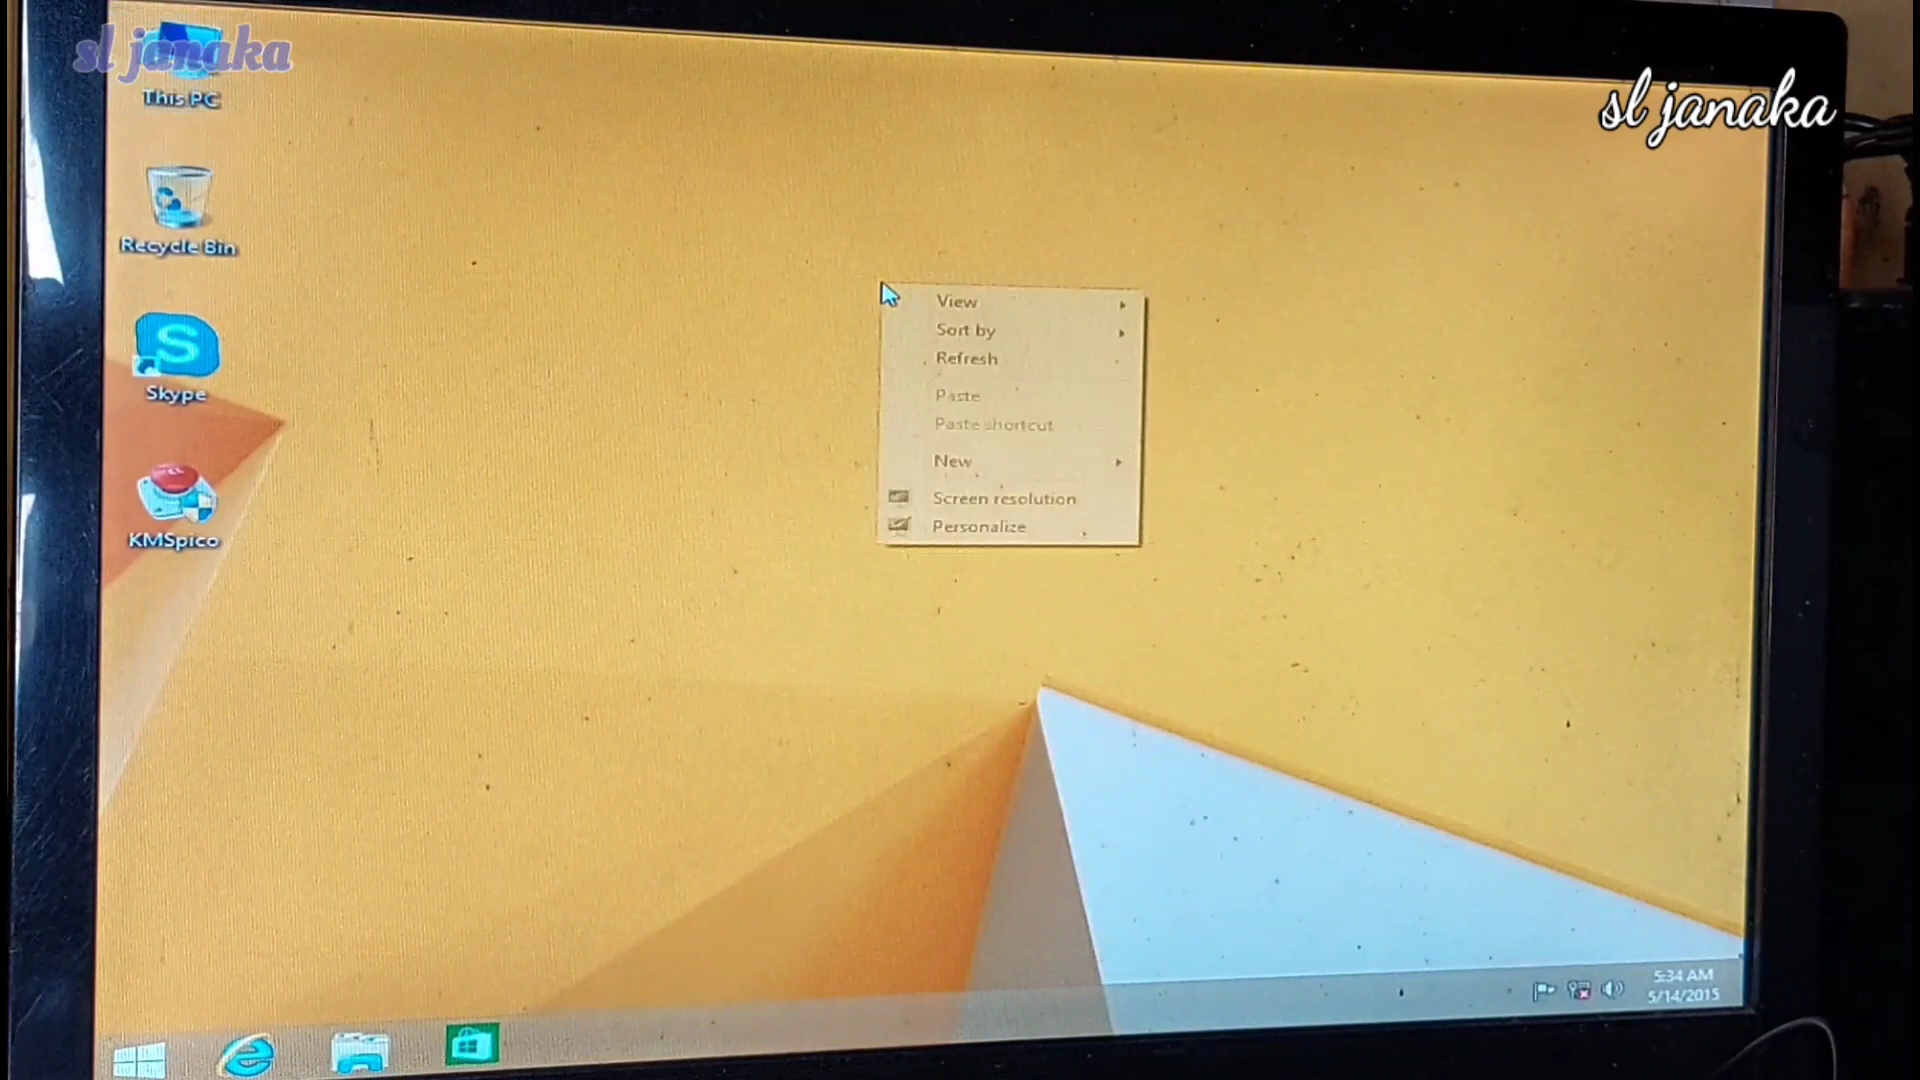 sl janaka
This PC
sl janaka
Recycle Bin
Skype
KMSpico
View
Sort by
Refresh
Paste
Paste shortcut
New
Screen resolution
Personalize
5:34 AM
5/14/2015